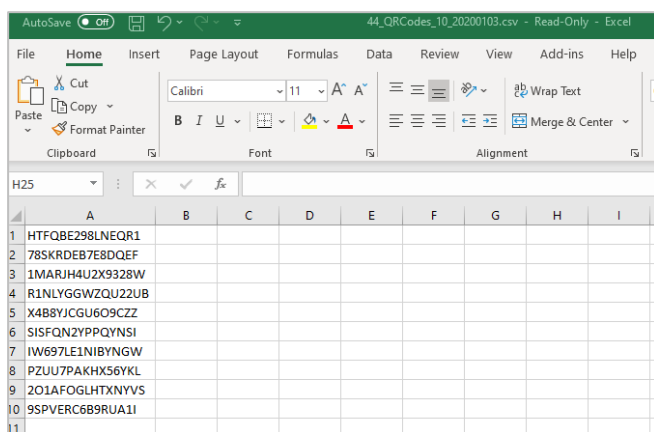 AutoSave Off 44_QRCodes_10_20200103.csv - Read-Only - Excel
File Home Insert Page Layout Formulas Data Review View Add-ins Help
Cut
Copy
Format Painter
Paste
Calibri 11 A^ A˅
B I U A
ab Wrap Text
Merge & Center
Clipboard Font Alignment
H25 fx
A B C D E F G H I
1 HTFQBE298LNEQR1
2 78SKRDEB7E8DQEF
3 1MARJH4U2X9328W
4 R1NLYGGWZQU22UB
5 X4B8YJCGU6O9CZZ
6 SISFQN2YPPQYNSI
7 IW697LE1NIBYNGW
8 PZUU7PAKHX56YKL
9 2O1AFOGLHTXNYVS
10 9SPVERC6B9RUA1I
11